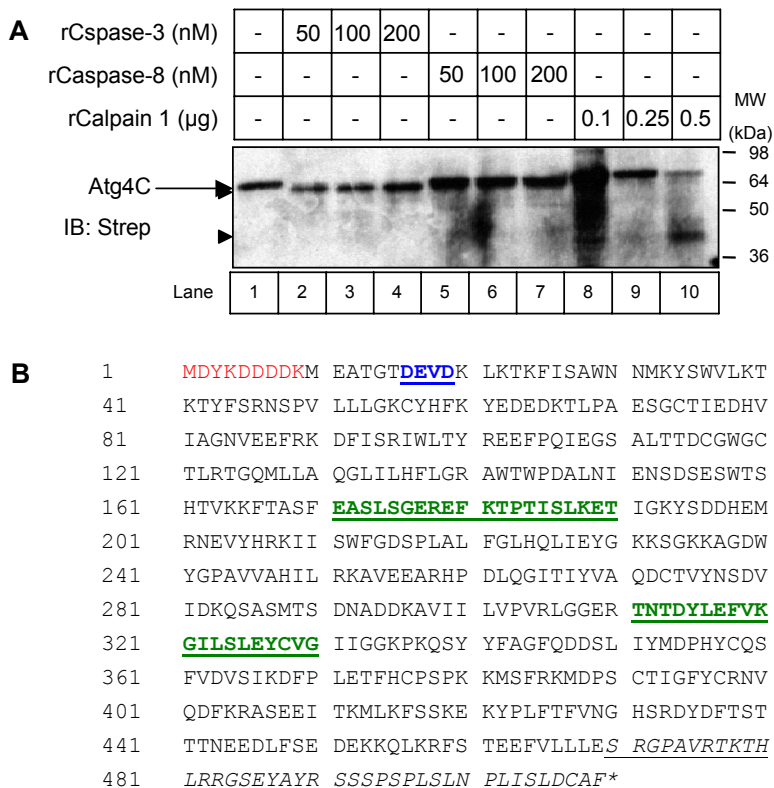 A
rCspase-3 (nM) - 50 100 200 - - - - - -
rCaspase-8 (nM) - - - - 50 100 200 - - -
rCalpain 1 (μg) - - - - - - - 0.1 0.25 0.5
MW
(kDa)
98
Atg4C 64
50
IB: Strep
36
Lane 1 2 3 4 5 6 7 8 9 10
B
1 MDYKDDDDKM EATGTDEVDK LKTKFISAWN NMKYSWVLKT
41 KTYFSRNSPV LLLGKCYHFK YEDEDKTLPA ESGCTIEDHV
81 IAGNVEEFRK DFISRIWLTY REEFPQIEGS ALTTDCGWGC
121 TLRTGQMLLA QGLILHFLGR AWTWPDALNI ENSDSESWTS
161 HTVKKFTASF EASLSGEREF KTPTISLKET IGKYSDDHEM
201 RNEVYHRKII SWFGDSPLAL FGLHQLIEYG KKSGKKAGDW
241 YGPAVVAHIL RKAVEEARHP DLQGITIYVA QDCTVYNSDV
281 IDKQSASMTS DNADDKAVII LVPVRLGGER TNTDYLEFVK
321 GILSLEYCVG IIGGKPKQSYY FAGFQDDSL IYMDPHYCQS
361 FVDVSIKDFP LETFHCPSPK KMSFRKMDPS CTIGFYCRNV
401 QDFKRASEEI TKMLKFSSKEK YPLFTFVNG HSRDYDFTST
441 TTNEEDLFSE DEKKQLKRFS TEEFVLLLES RGPAVRTKTH
481 LRRGSEYAYR SSSPSPLSLN PLISLDCAF*